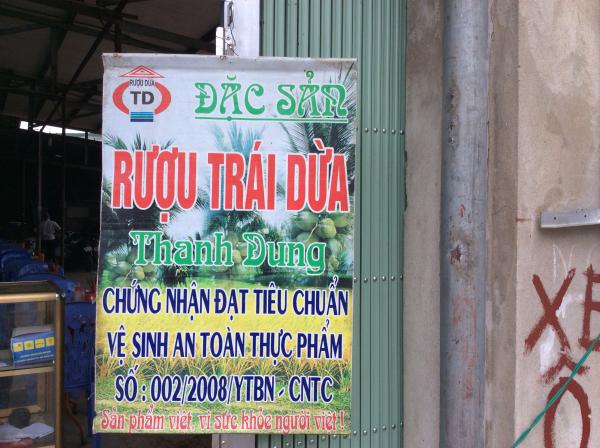 RƯỢU DỪA
TD
ĐẶC SẢN
RƯỢU TRÁI DỪA
Thanh Dung
CHỨNG NHẬN ĐẠT TIÊU CHUẨN
VỆ SINH AN TOÀN THỰC PHẨM
SỐ : 002/2008/YTBN - CNTC
Sản phẩm việt, vì sức khỏe người việt !
XE
Ô